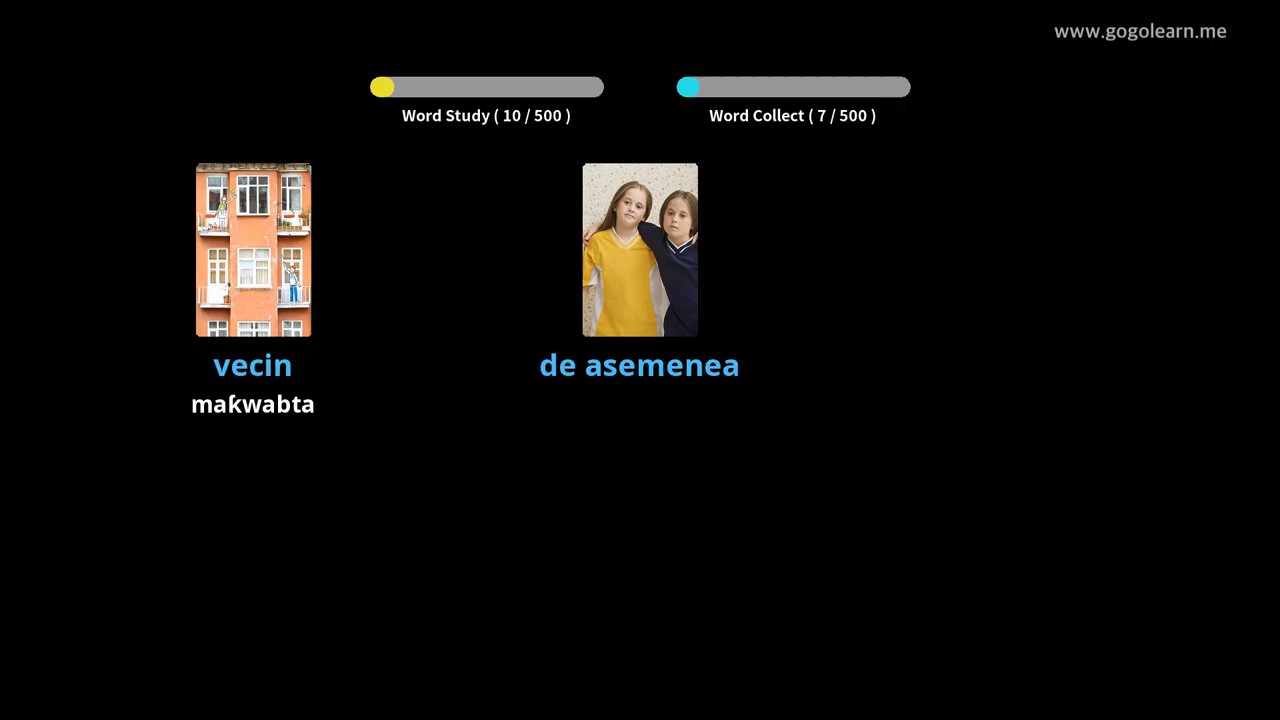 www.gogolearn.me
Word Study ( 10 / 500 )
Word Collect ( 7 / 500 )
vecin
de asemenea
maƙwabta